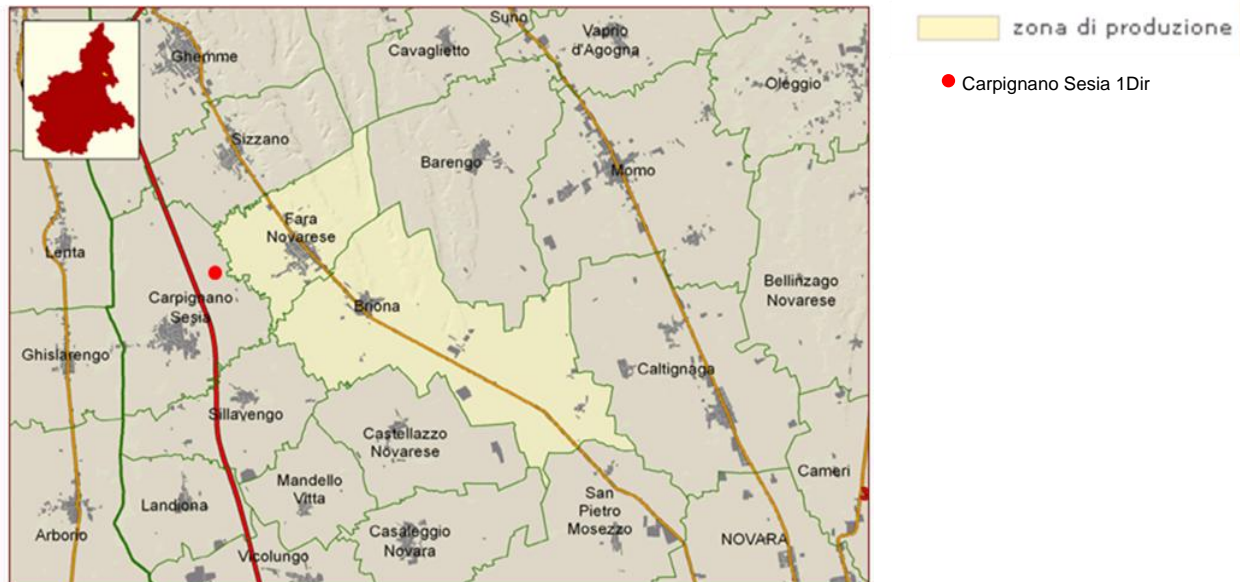 Suno
Ghemme
Cavaglietto
Vaprio
d'Agogna
Oleggio
Sizzano
Barengo
Momo
Fara
Novarese
Lenta
Bellinzago
Novarese
Carpignano
Sesia
Briona
Ghislarengo
Caltignaga
Sillavengo
Castellazzo
Novarese
Cameri
Mandello
Vitta
San
Pietro
Mosezzo
Landiona
Arborio
Casaleggio
Novara
NOVARA
Vicolungo
zona di produzione
Carpignano Sesia 1Dir